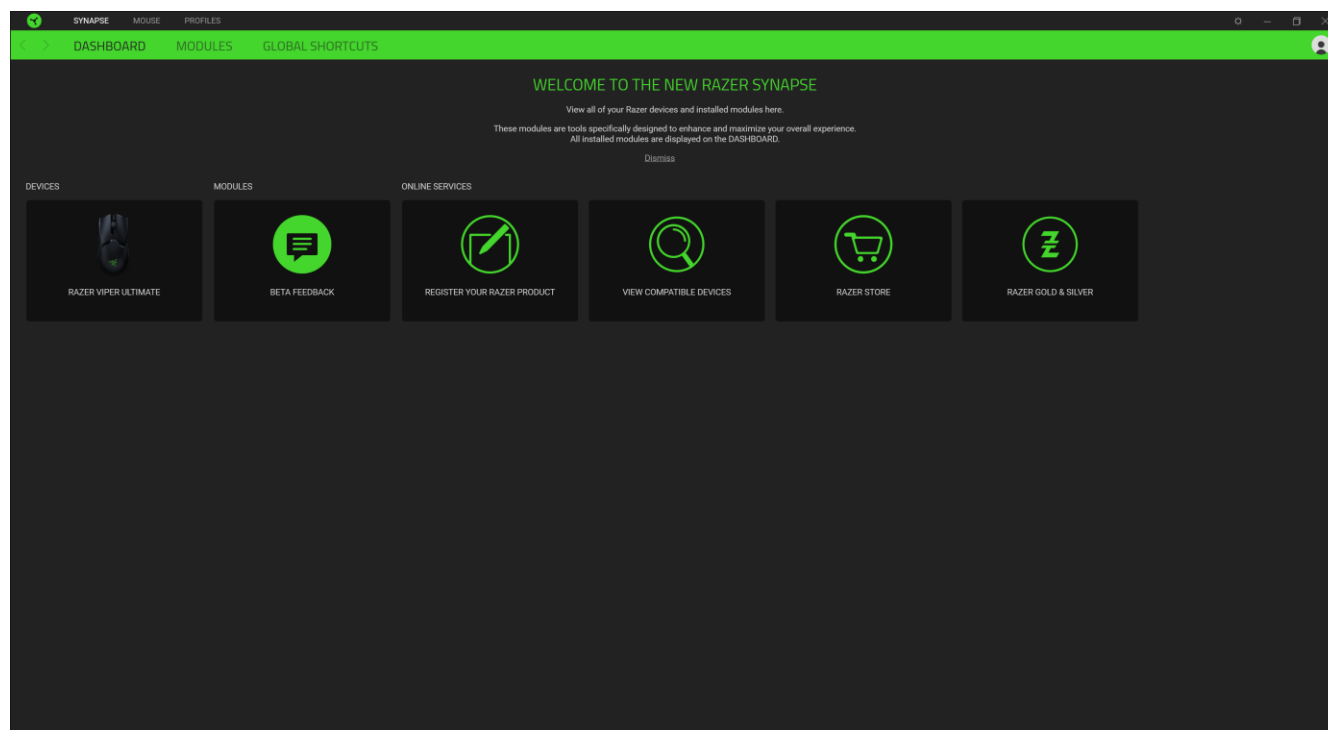 SYNAPSE MOUSE PROFILES
DASHBOARD MODULES GLOBAL SHORTCUTS
WELCOME TO THE NEW RAZER SYNAPSE
View all of your Razer devices and installed modules here.
These modules are tools specifically designed to enhance and maximize your overall experience.
All installed modules are displayed on the DASHBOARD.
Dismiss
DEVICES MODULES ONLINE SERVICES
RAZER VIPER ULTIMATE BETA FEEDBACK REGISTER YOUR RAZER PRODUCT VIEW COMPATIBLE DEVICES RAZER STORE RAZER GOLD & SILVER